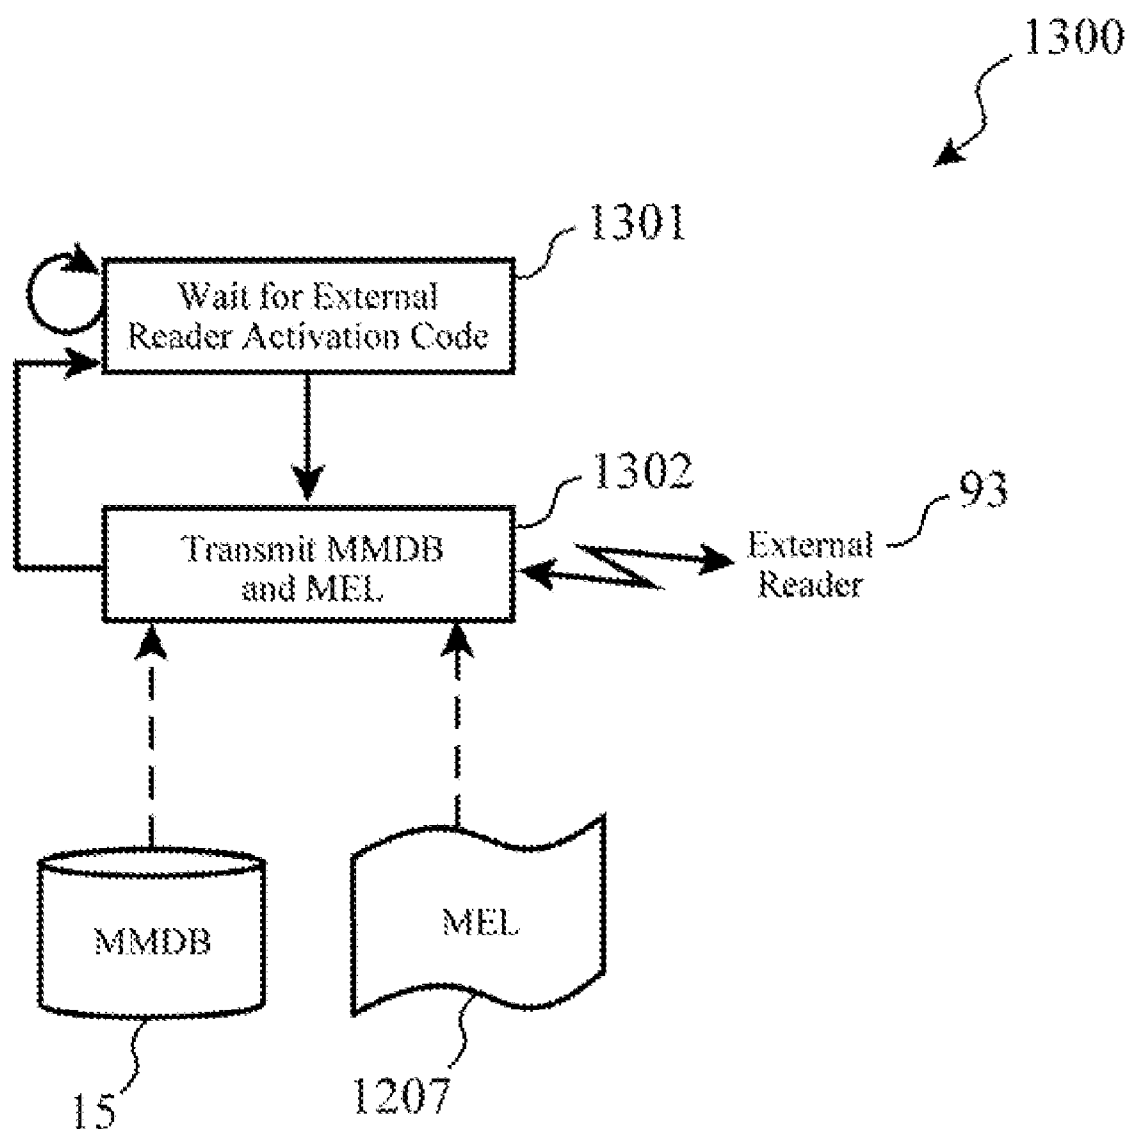 1300
1301
Wait for External
Reader Activation Code
1302
93
Transmit MMDB
and MEL
External
Reader
MMDB
MEL
15
1207